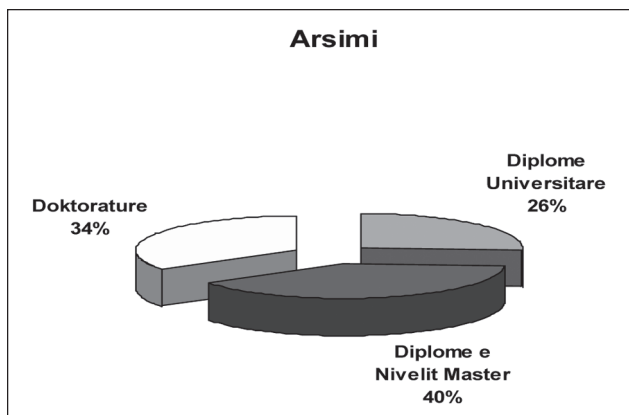 Arsimi
Diplome
Universitare
26%
Doktorature
34%
Diplome e
Nivelit Master
40%